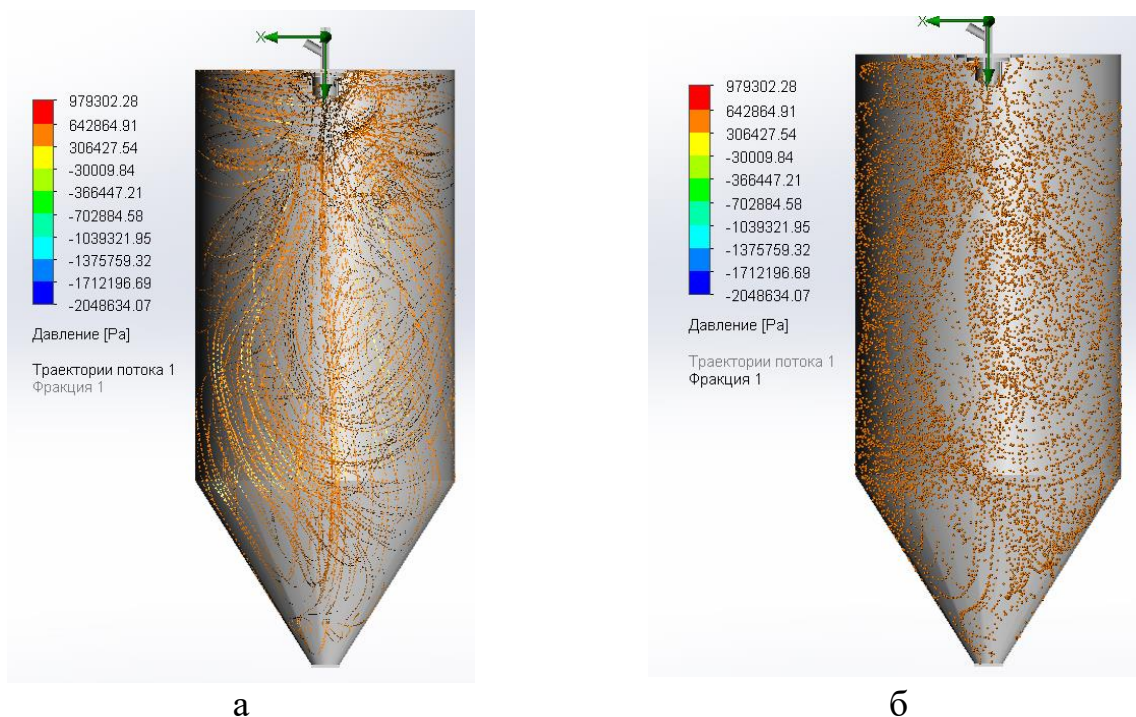 X
979302.28
642864.91
306427.54
-30009.84
-366447.21
-702884.58
-1039321.95
-1375759.32
-1712196.69
-2048634.07
Давление [Pa]
Траектории потока 1
Фракция 1
а
X
979302.28
642864.91
306427.54
-30009.84
-366447.21
-702884.58
-1039321.95
-1375759.32
-1712196.69
-2048634.07
Давление [Pa]
Траектории потока 1
Фракция 1
б